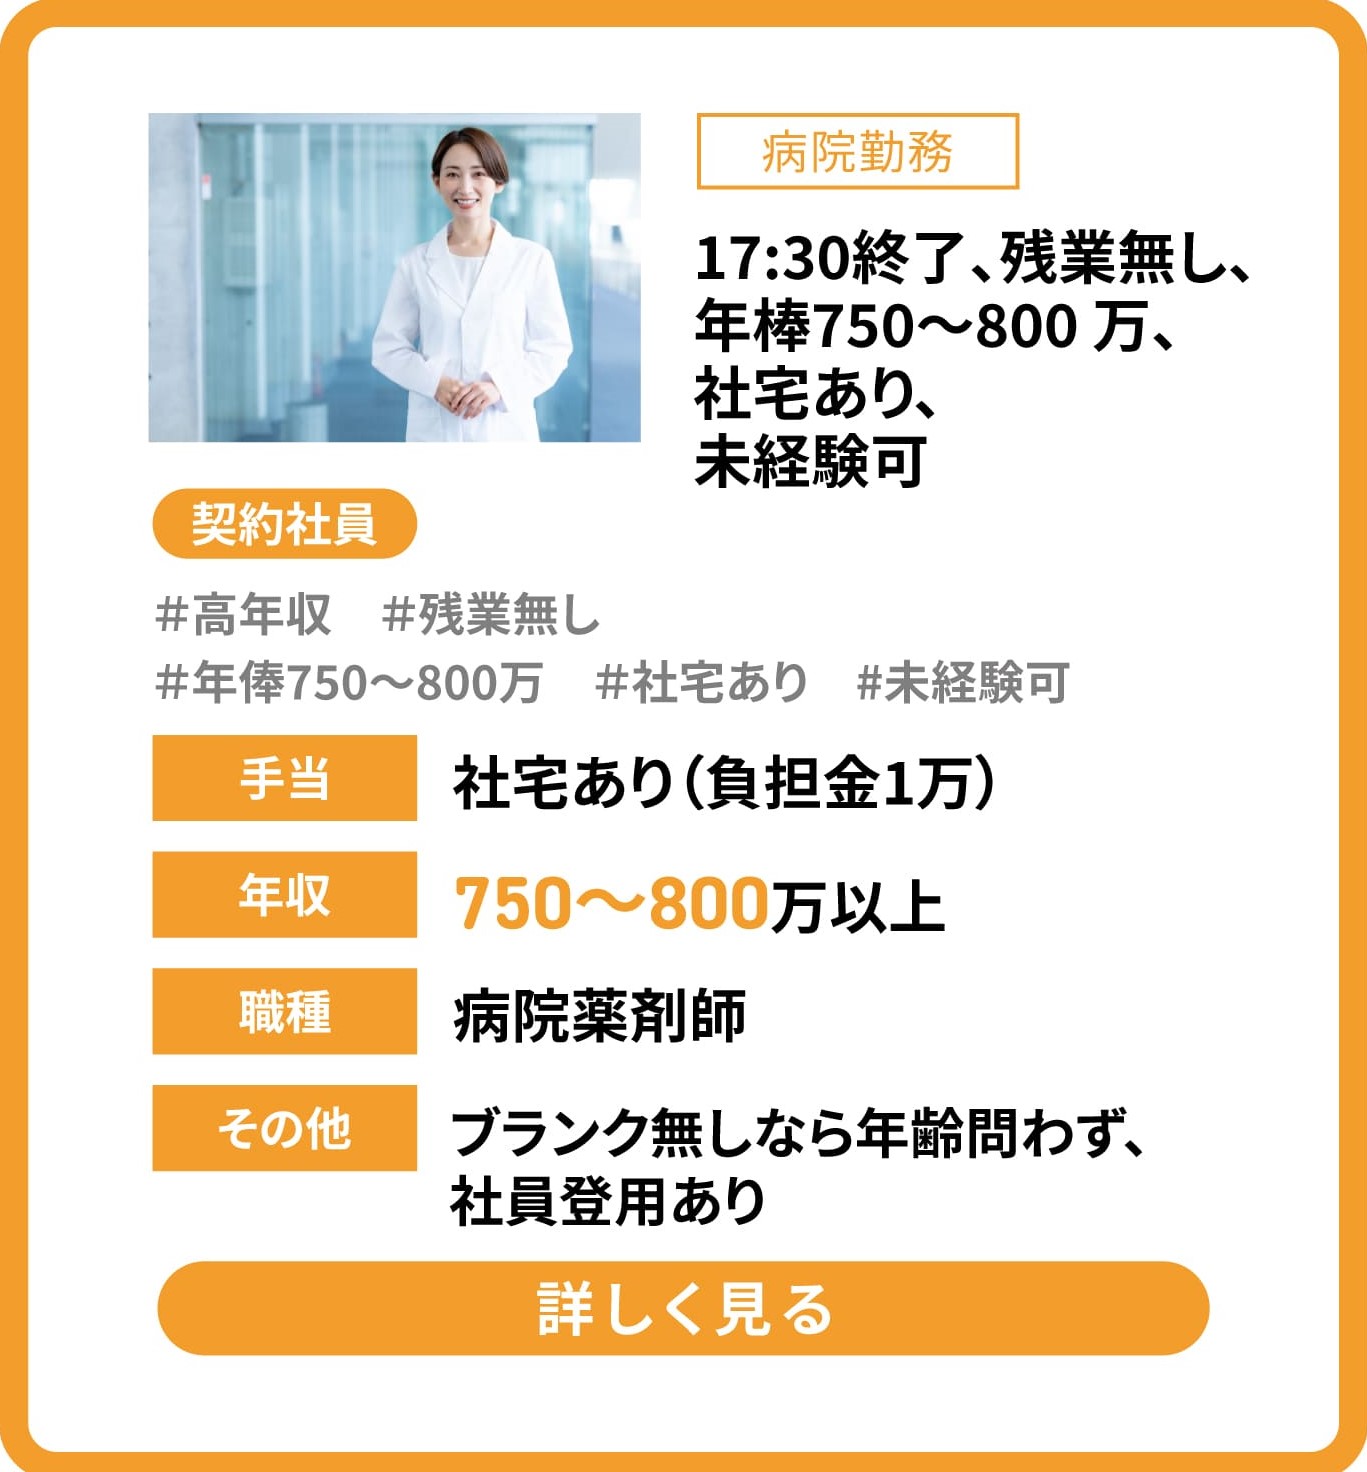 病院勤務
17:30終了、残業無し、
年棒750〜800 万、
社宅あり、
未経験可
契約社員
＃高年収　＃残業無し
＃年俸750〜800万　＃社宅あり　#未経験可
手当　社宅あり（負担金1万）
年収　750〜800万以上
職種　病院薬剤師
その他　ブランク無しなら年齢問わず、
社員登用あり
詳しく見る